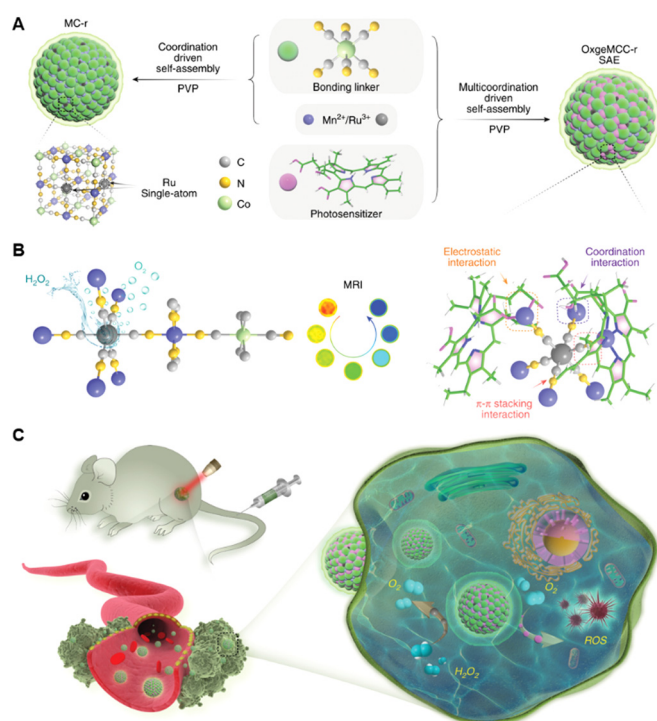 A
MC-r
Coordination
driven
self-assembly
PVP
Bonding linker
Mn²⁺/Ru³⁺
Photosensitizer
Ru
Single-atom
C
N
Co
Multicoordination
driven
self-assembly
PVP
OxgeMCC-r
SAE
B
H₂O₂
O₂
MRI
Electrostatic
interaction
Coordination
interaction
π-π stacking
interaction
C
O₂
O₂
H₂O₂
ROS